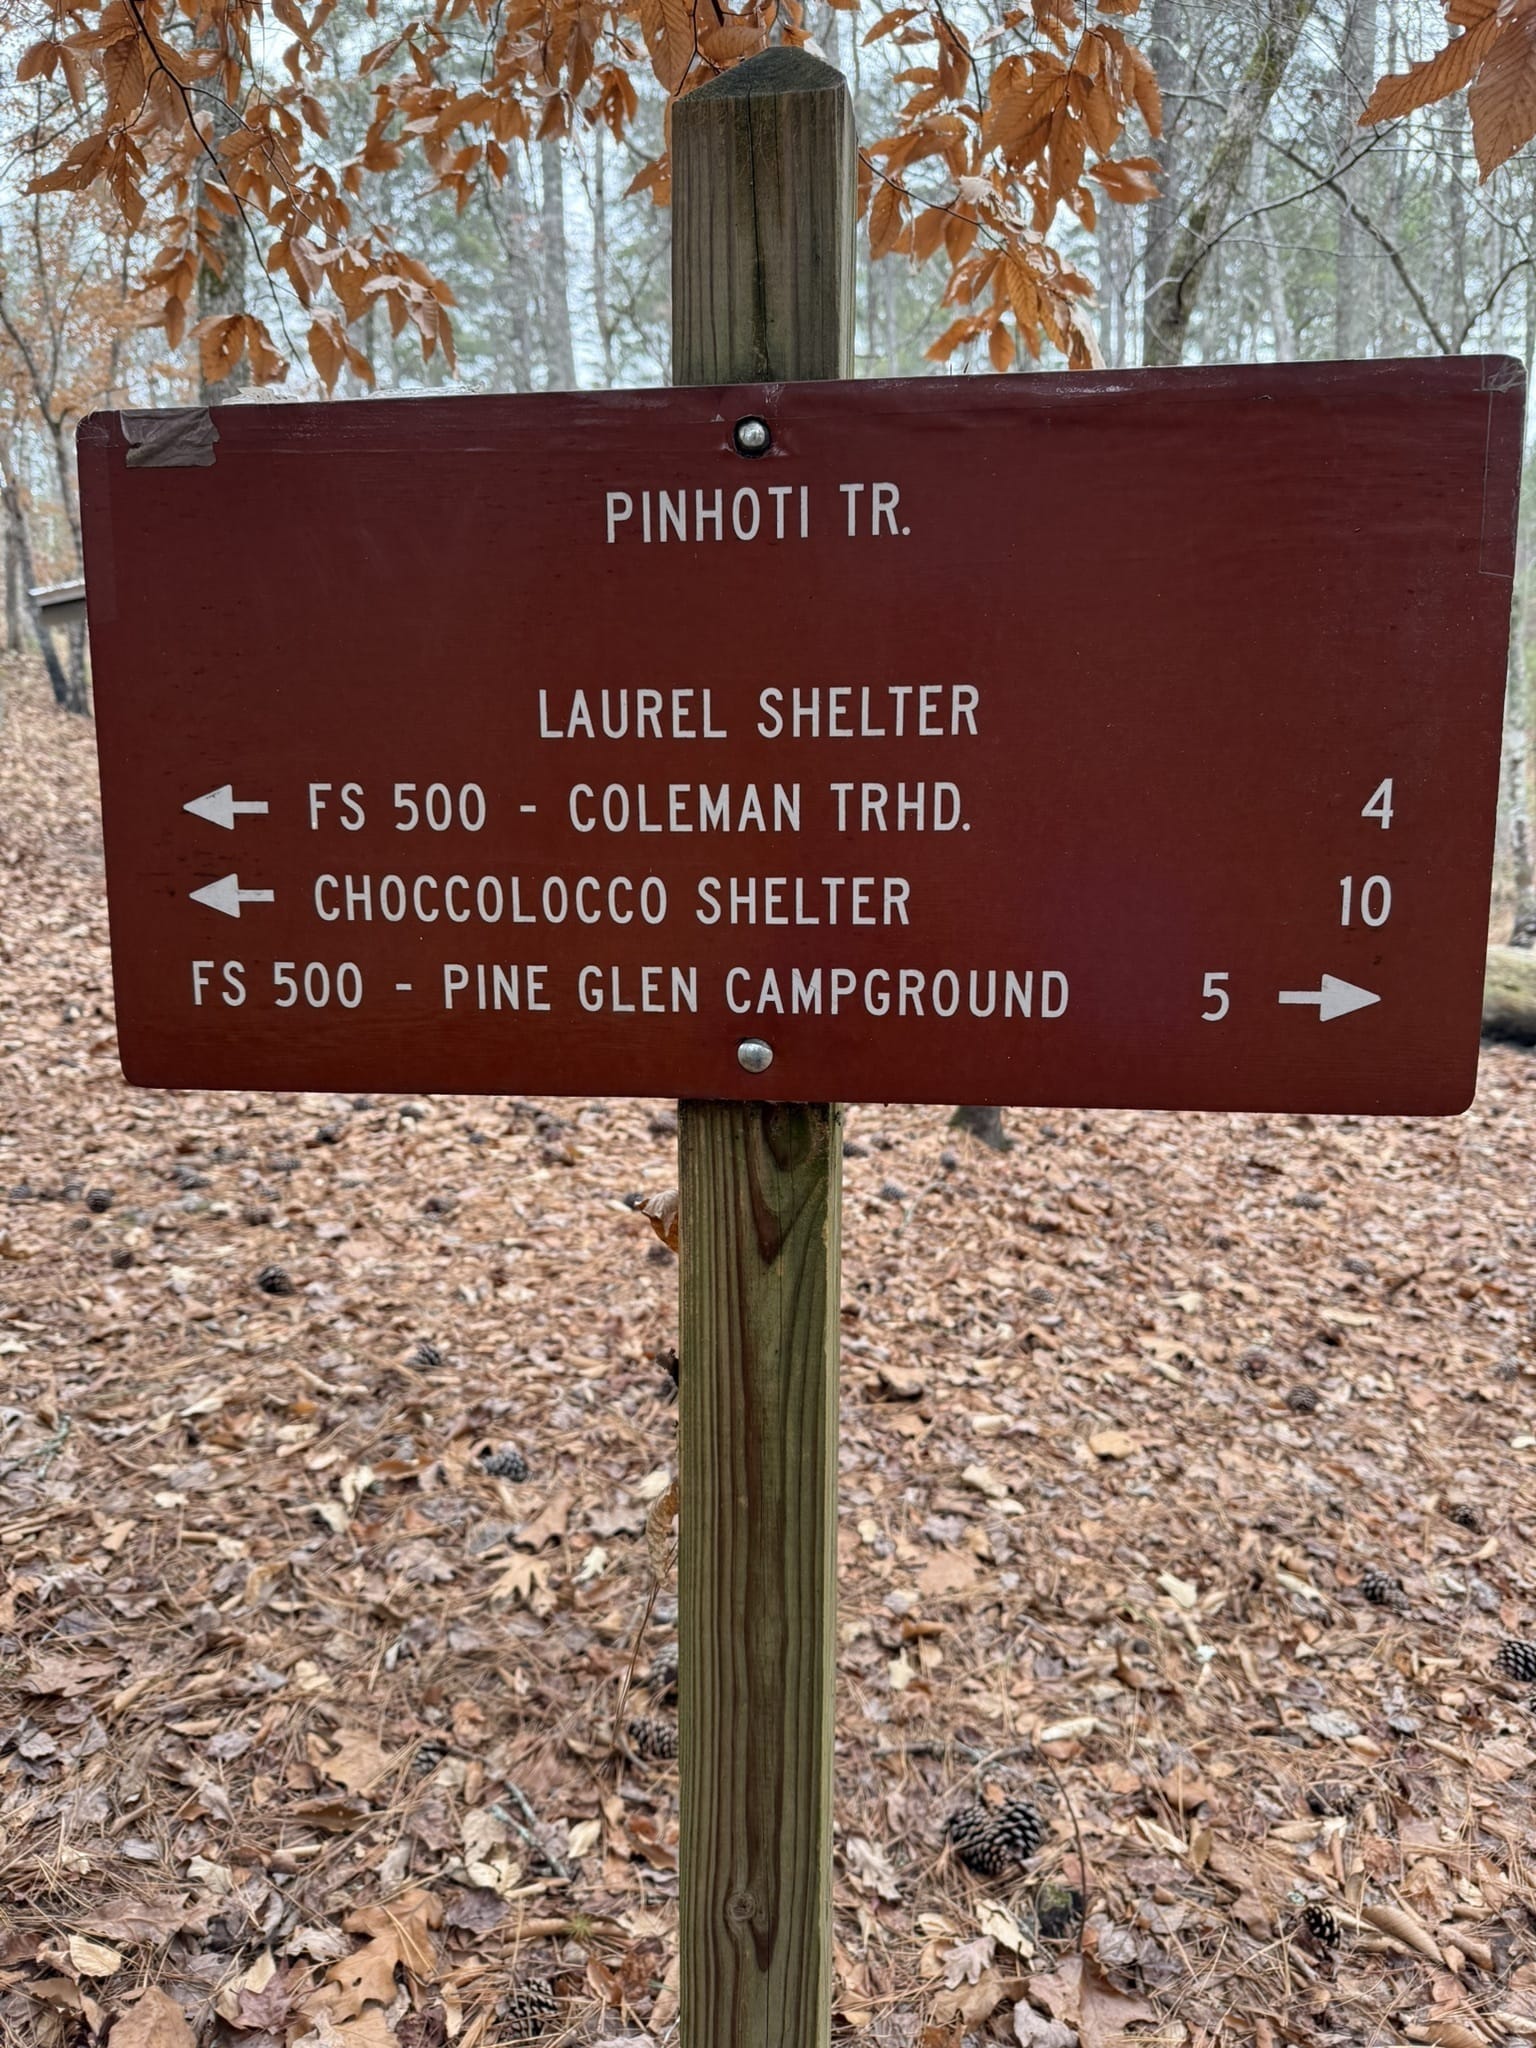 PINHOTI TR.
LAUREL SHELTER
← FS 500 - COLEMAN TRHD. 4
← CHOCCOLOCCO SHELTER 10
FS 500 - PINE GLEN CAMPGROUND 5 →